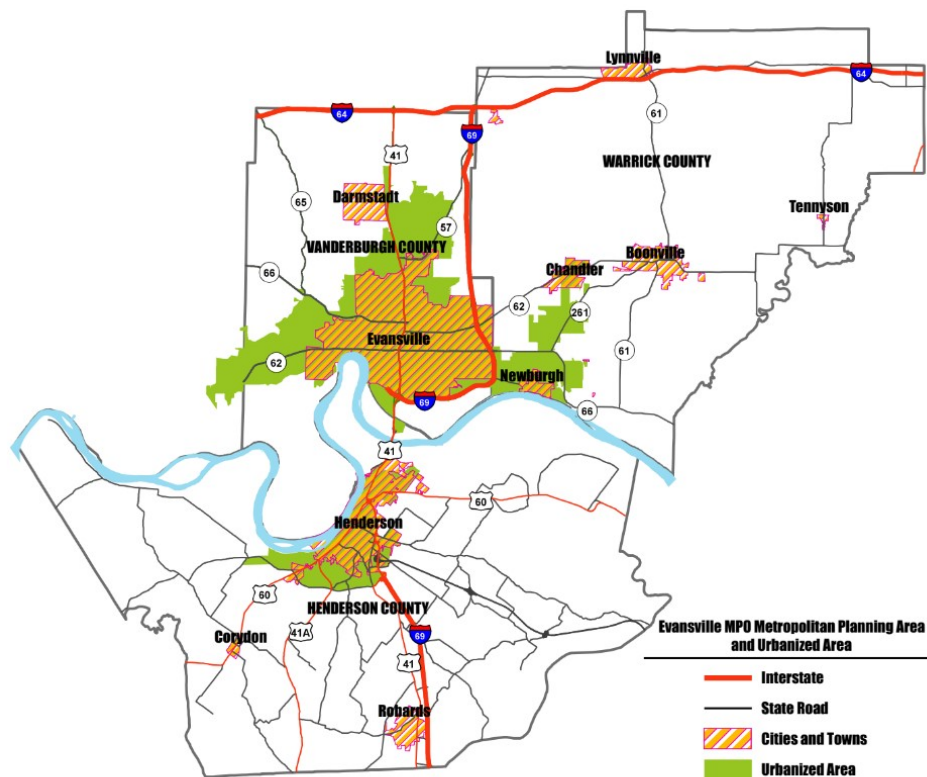 Lynnville
64
64
61
41
69
WARRICK COUNTY
Darmstadt
65
Tennyson
57
VANDERBURGH COUNTY
66
Chandler
Boonville
62
261
Evansville
61
62
Newburgh
69
66
41
60
Henderson
60
HENDERSON COUNTY
41A
69
Corydon
41
Robards
Evansville MPO Metropolitan Planning Area
and Urbanized Area
Interstate
State Road
Cities and Towns
Urbanized Area